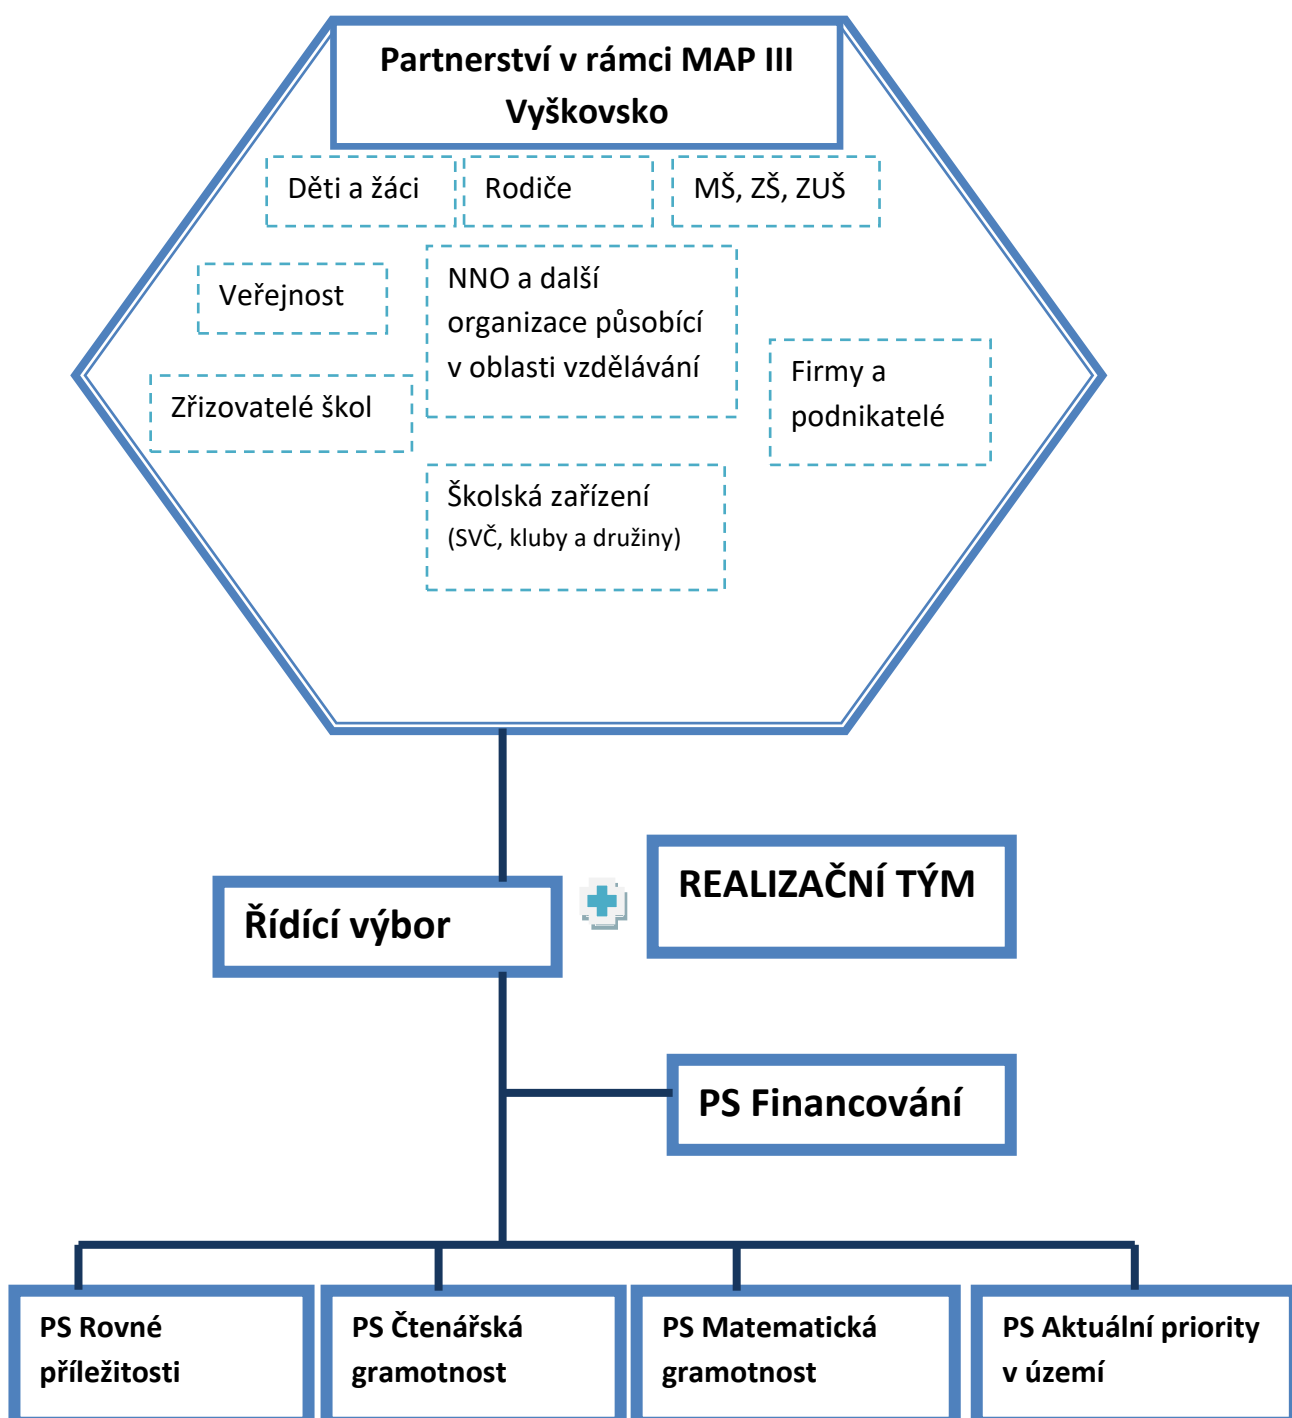 Partnerství v rámci MAP III
Vyškovsko
Děti a žáci
Rodiče
MŠ, ZŠ, ZUŠ
Veřejnost
NNO a další
organizace působící
v oblasti vzdělávání
Firmy a
podnikatelé
Zřizovatelé škol
Školská zařízení
(SVČ, kluby a družiny)
REALIZAČNÍ TÝM
Řídící výbor
PS Financování
PS Rovné
příležitosti
PS Čtenářská
gramotnost
PS Matematická
gramotnost
PS Aktuální priority
v území